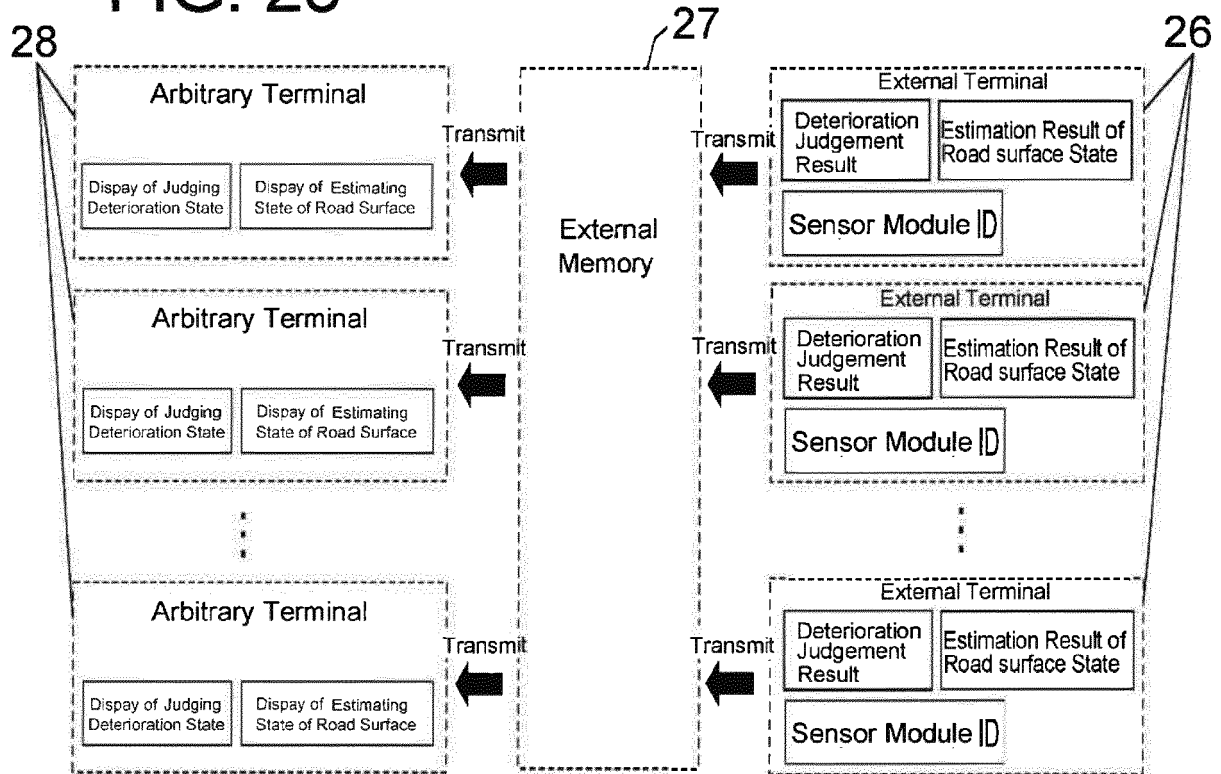 FIG.
28
27
26
Arbitrary Terminal
Dispay of Judging
Deterioration State
Dispay of Estimating
State of Road Surface
Transmit
External
Memory
Transmit
External Terminal
Deterioration
Judgement
Result
Estimation Result of
Road surface State
Sensor Module ID
Arbitrary Terminal
Dispay of Judging
Deterioration State
Dispay of Estimating
State of Road Surface
Transmit
Transmit
External Terminal
Deterioration
Judgement
Result
Estimation Result of
Road surface State
Sensor Module ID
Arbitrary Terminal
Dispay of Judging
Deterioration State
Dispay of Estimating
State of Road Surface
Transmit
Transmit
External Terminal
Deterioration
Judgement
Result
Estimation Result of
Road surface State
Sensor Module ID